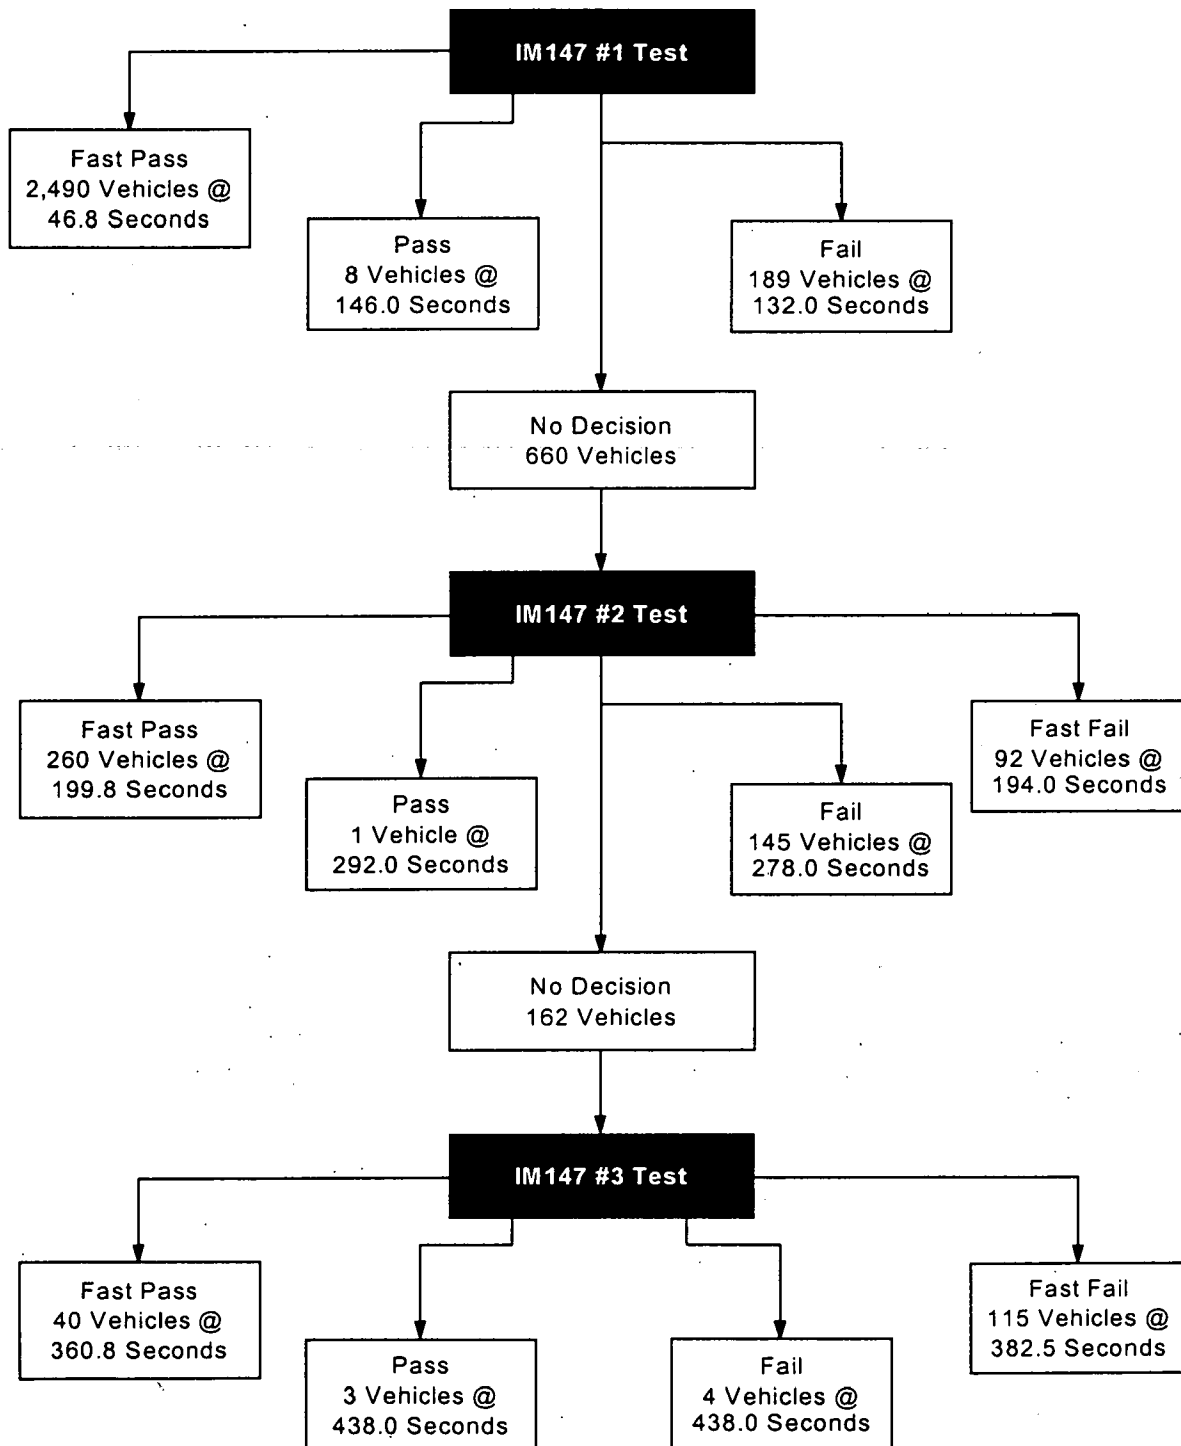 IM147 #1 Test
Fast Pass
2,490 Vehicles @
46.8 Seconds
Pass
8 Vehicles @
146.0 Seconds
Fail
189 Vehicles @
132.0 Seconds
No Decision
660 Vehicles
IM147 #2 Test
Fast Pass
260 Vehicles @
199.8 Seconds
Pass
1 Vehicle @
292.0 Seconds
Fail
145 Vehicles @
278.0 Seconds
Fast Fail
92 Vehicles @
194.0 Seconds
No Decision
162 Vehicles
IM147 #3 Test
Fast Pass
40 Vehicles @
360.8 Seconds
Pass
3 Vehicles @
438.0 Seconds
Fail
4 Vehicles @
438.0 Seconds
Fast Fail
115 Vehicles @
382.5 Seconds